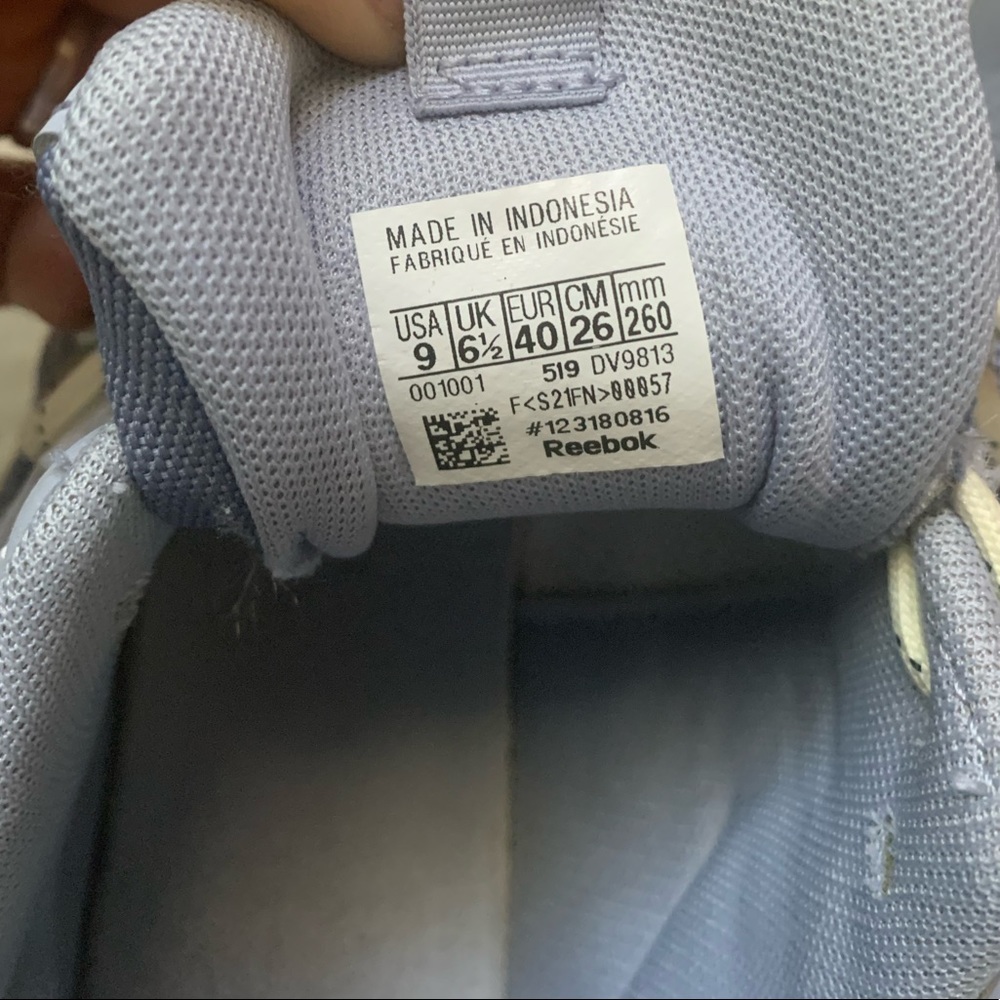 MADE IN INDONESIA
FABRIQUÉ EN INDONÉSIE
USA UK EUR CM mm
9 6½ 40 26 260
001001 519 DV9813
F<S21FN>00057
#123180816
Reebok